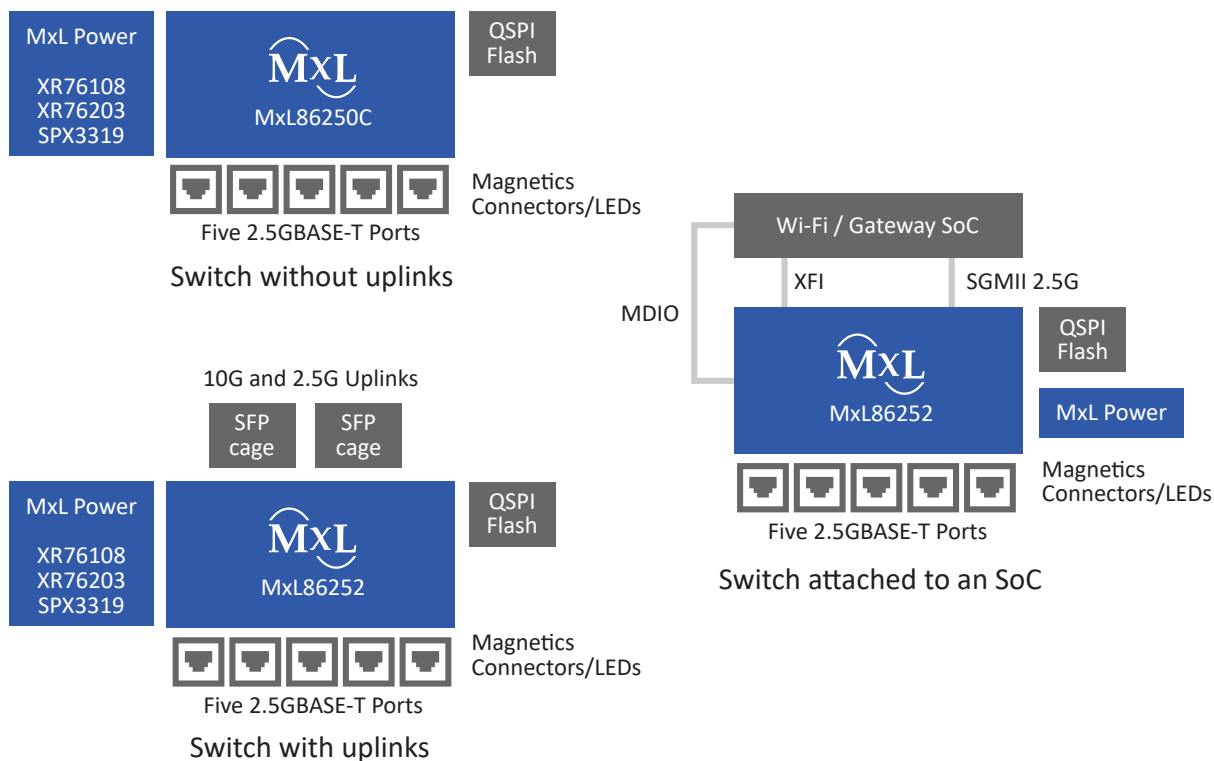 MxL Power
XR76108
XR76203
SPX3319
MxL
MxL86250C
QSPI
Flash
Magnetics
Connectors/LEDs
Five 2.5GBASE-T Ports
Switch without uplinks
10G and 2.5G Uplinks
SFP
cage
SFP
cage
MxL Power
XR76108
XR76203
SPX3319
MxL
MxL86252
QSPI
Flash
Magnetics
Connectors/LEDs
Five 2.5GBASE-T Ports
Switch with uplinks
Wi-Fi / Gateway SoC
XFI
SGMII 2.5G
MDIO
MxL
MxL86252
QSPI
Flash
MxL Power
Magnetics
Connectors/LEDs
Five 2.5GBASE-T Ports
Switch attached to an SoC